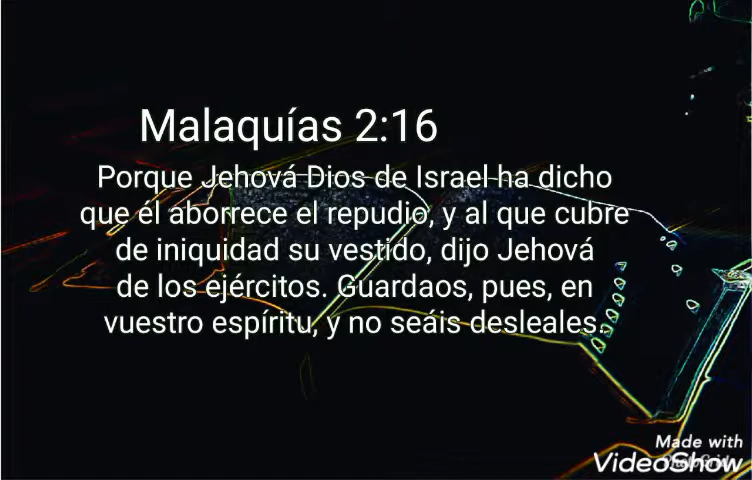 Malaquías 2:16
Porque Jehová Dios de Israel ha dicho
que él aborrece el repudio, y al que cubre
de iniquidad su vestido, dijo Jehová
de los ejércitos. Guardaos, pues, en
vuestro espíritu, y no seáis desleales.
Made with
VideoShow